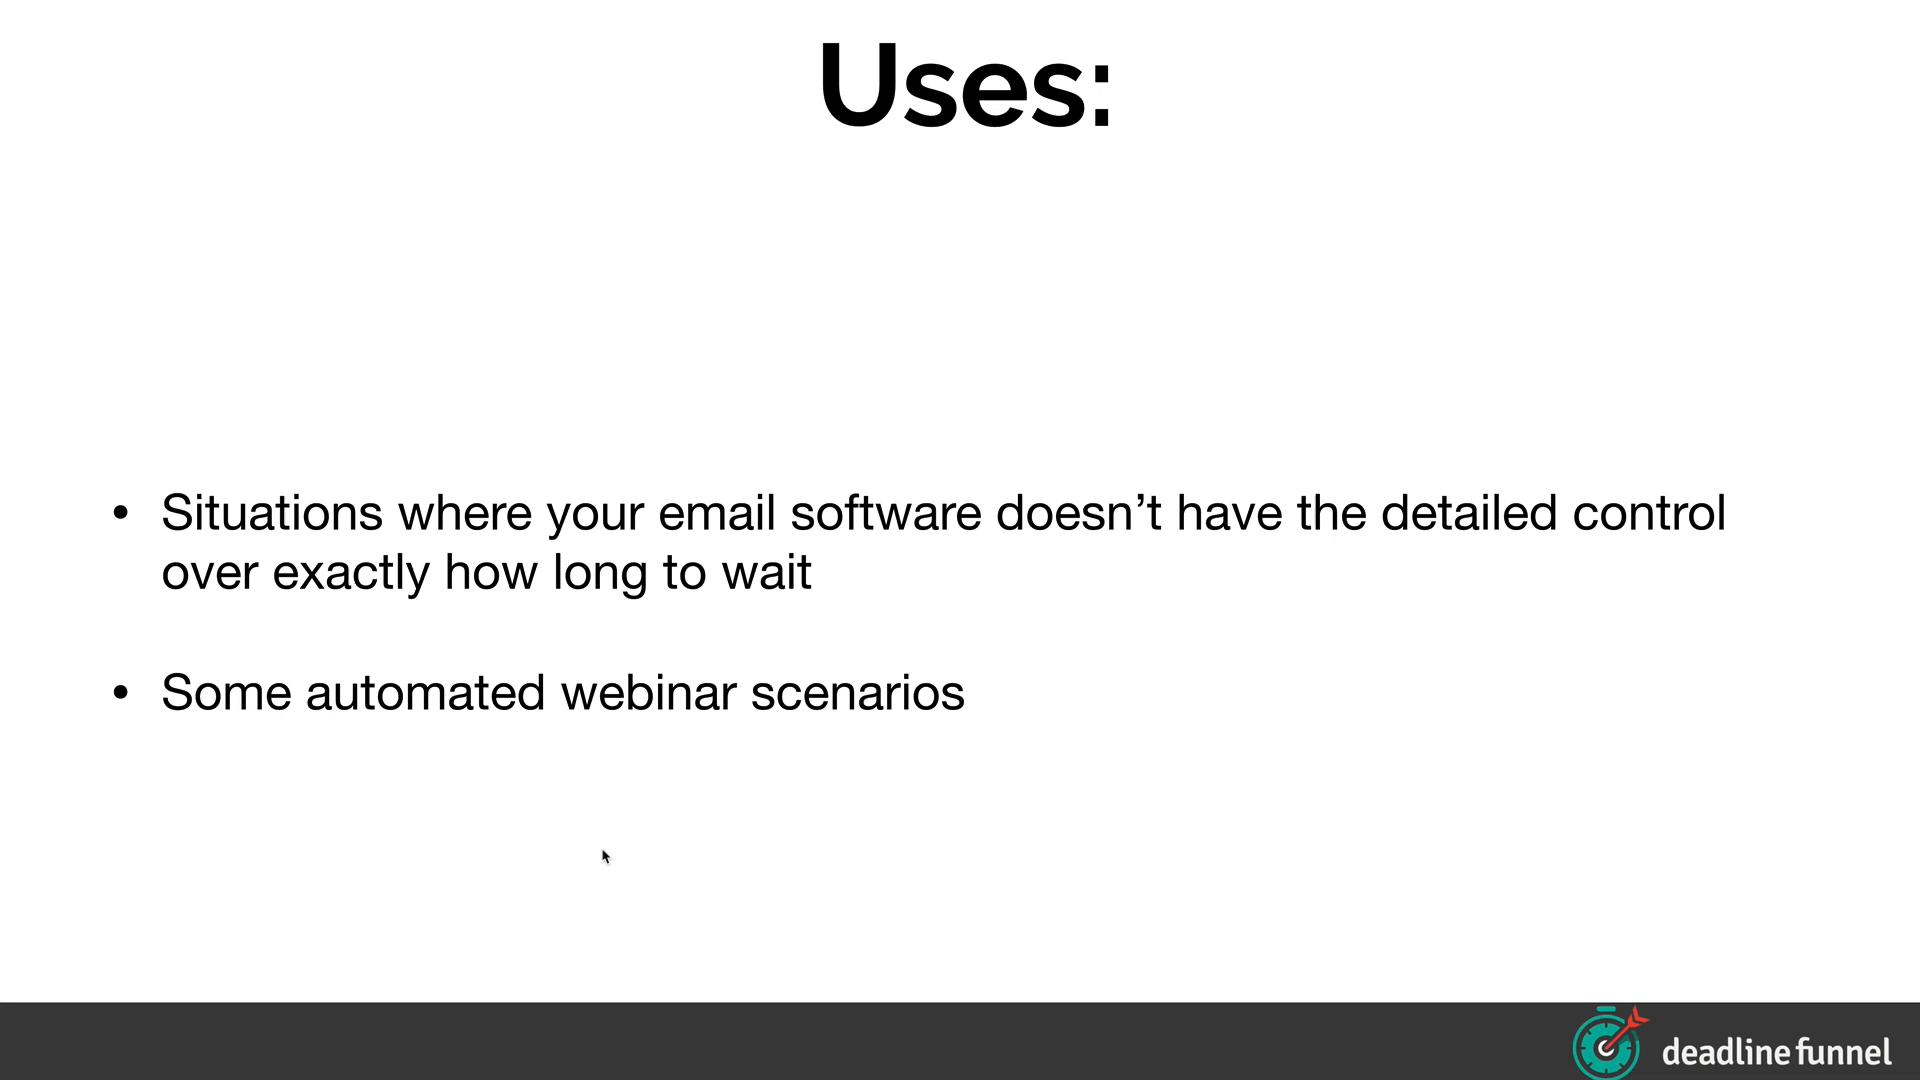 Uses:
• Situations where your email software doesn’t have the detailed control
over exactly how long to wait
• Some automated webinar scenarios
deadline funnel